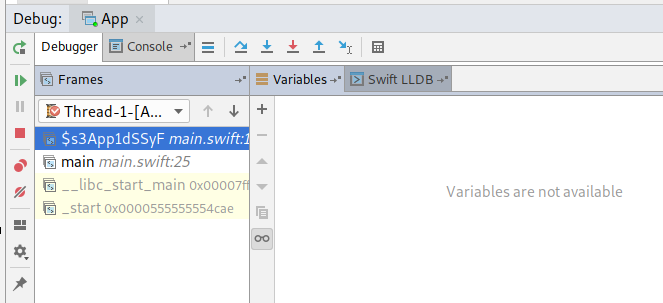 Debug: App
Debugger Console
Frames Variables Swift LLDB
Thread-1-[A...
$s3App1dSSyF main.swift:1
main main.swift:25
__libc_start_main 0x00007ff
_start 0x0000555555554cae
Variables are not available